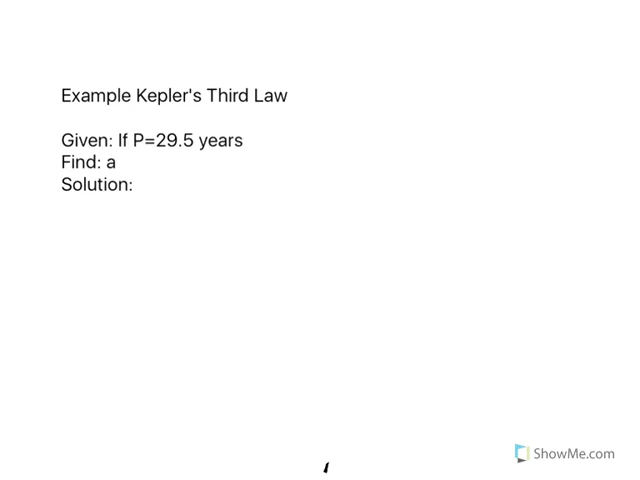 Example Kepler's Third Law
Given: If P=29.5 years
Find: a
Solution:
ShowMe.com